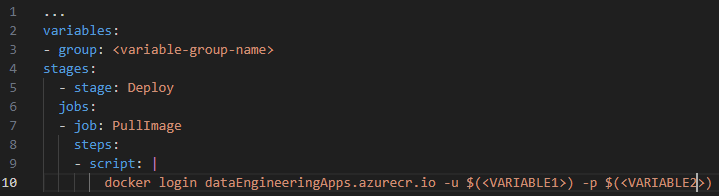 1 ...
2 variables:
3 - group: <variable-group-name>
4 stages:
5 - stage: Deploy
6 jobs:
7 - job: PullImage
8 steps:
9 - script: |
10 docker login dataEngineeringApps.azurecr.io -u $(<VARIABLE1>) -p $(<VARIABLE2>)